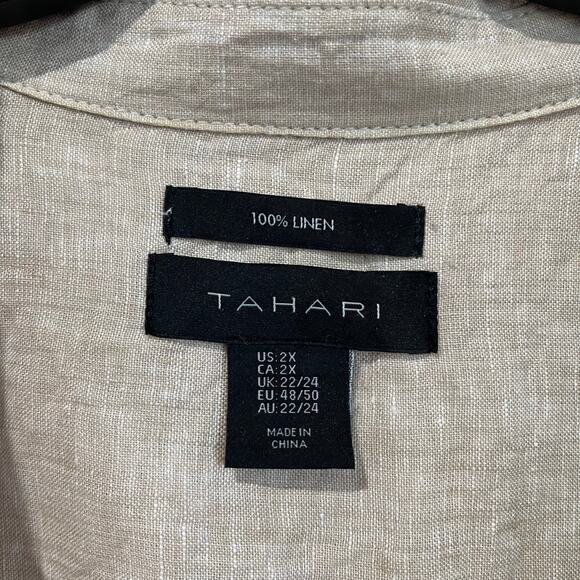 100% LINEN
TAHARI
US: 2X
CA: 2X
UK: 22/24
EU: 48/50
AU: 22/24
MADE IN
CHINA